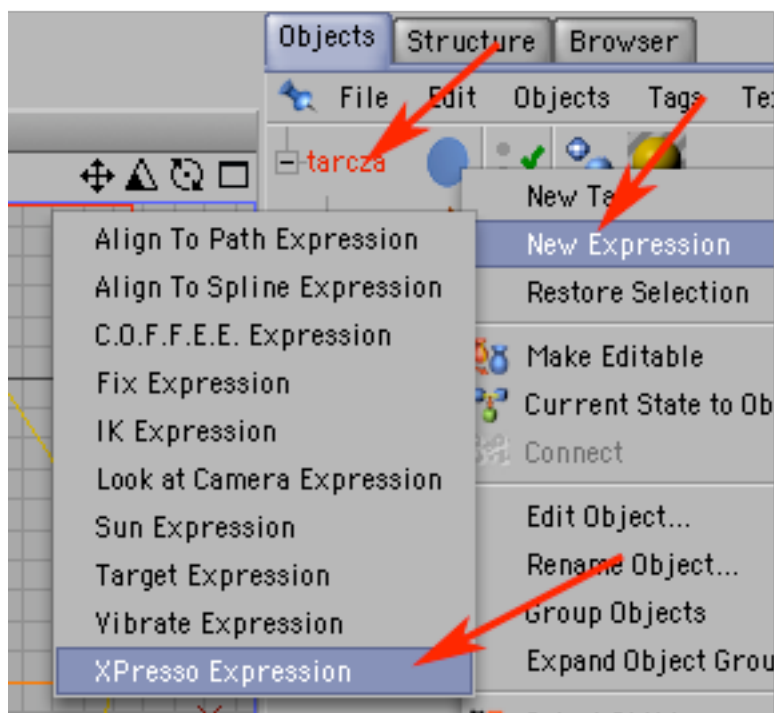 Objects Structure Browser
File Edit Objects Tags Te
tarcza
New Ta
New Expression
Restore Selection
Make Editable
Current State to Ob
Connect
Edit Object...
Rename Object...
Group Objects
Expand Object Grou
Align To Path Expression
Align To Spline Expression
C.O.F.F.E.E. Expression
Fix Expression
IK Expression
Look at Camera Expression
Sun Expression
Target Expression
Vibrate Expression
XPresso Expression